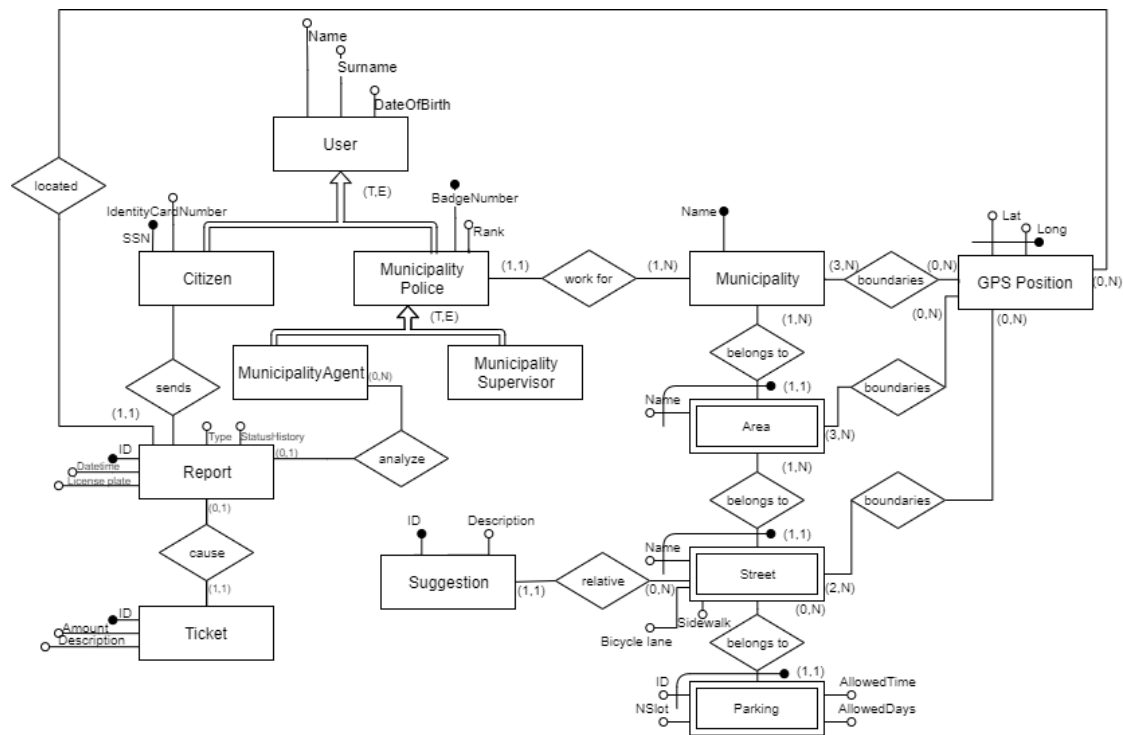 Name
Surname
DateOfBirth
User
located
(T,E)
IdentityCardNumber
SSN
BadgeNumber
Rank
Name
Lat
Long
Citizen
Municipality
Police
(1,1)
work for
(1,N)
Municipality
(3,N)
boundaries
(0,N)
GPS Position
(0,N)
(T,E)
(1,N)
(0,N)
(0,N)
MunicipalityAgent
(0,N)
Municipality
Supervisor
belongs to
sends
(1,1)
boundaries
(1,1)
Name
Area
(3,N)
Type
StatusHistory
(0,1)
ID
Datetime
License plate
Report
analyze
(1,N)
(0,1)
belongs to
boundaries
cause
ID
Description
(1,1)
Name
(1,1)
Suggestion
(1,1)
relative
(0,N)
Street
(2,N)
(0,N)
ID
Amount
Description
Ticket
Sidewalk
Bicycle lane
belongs to
(1,1)
ID
NSlot
Parking
AllowedTime
AllowedDays